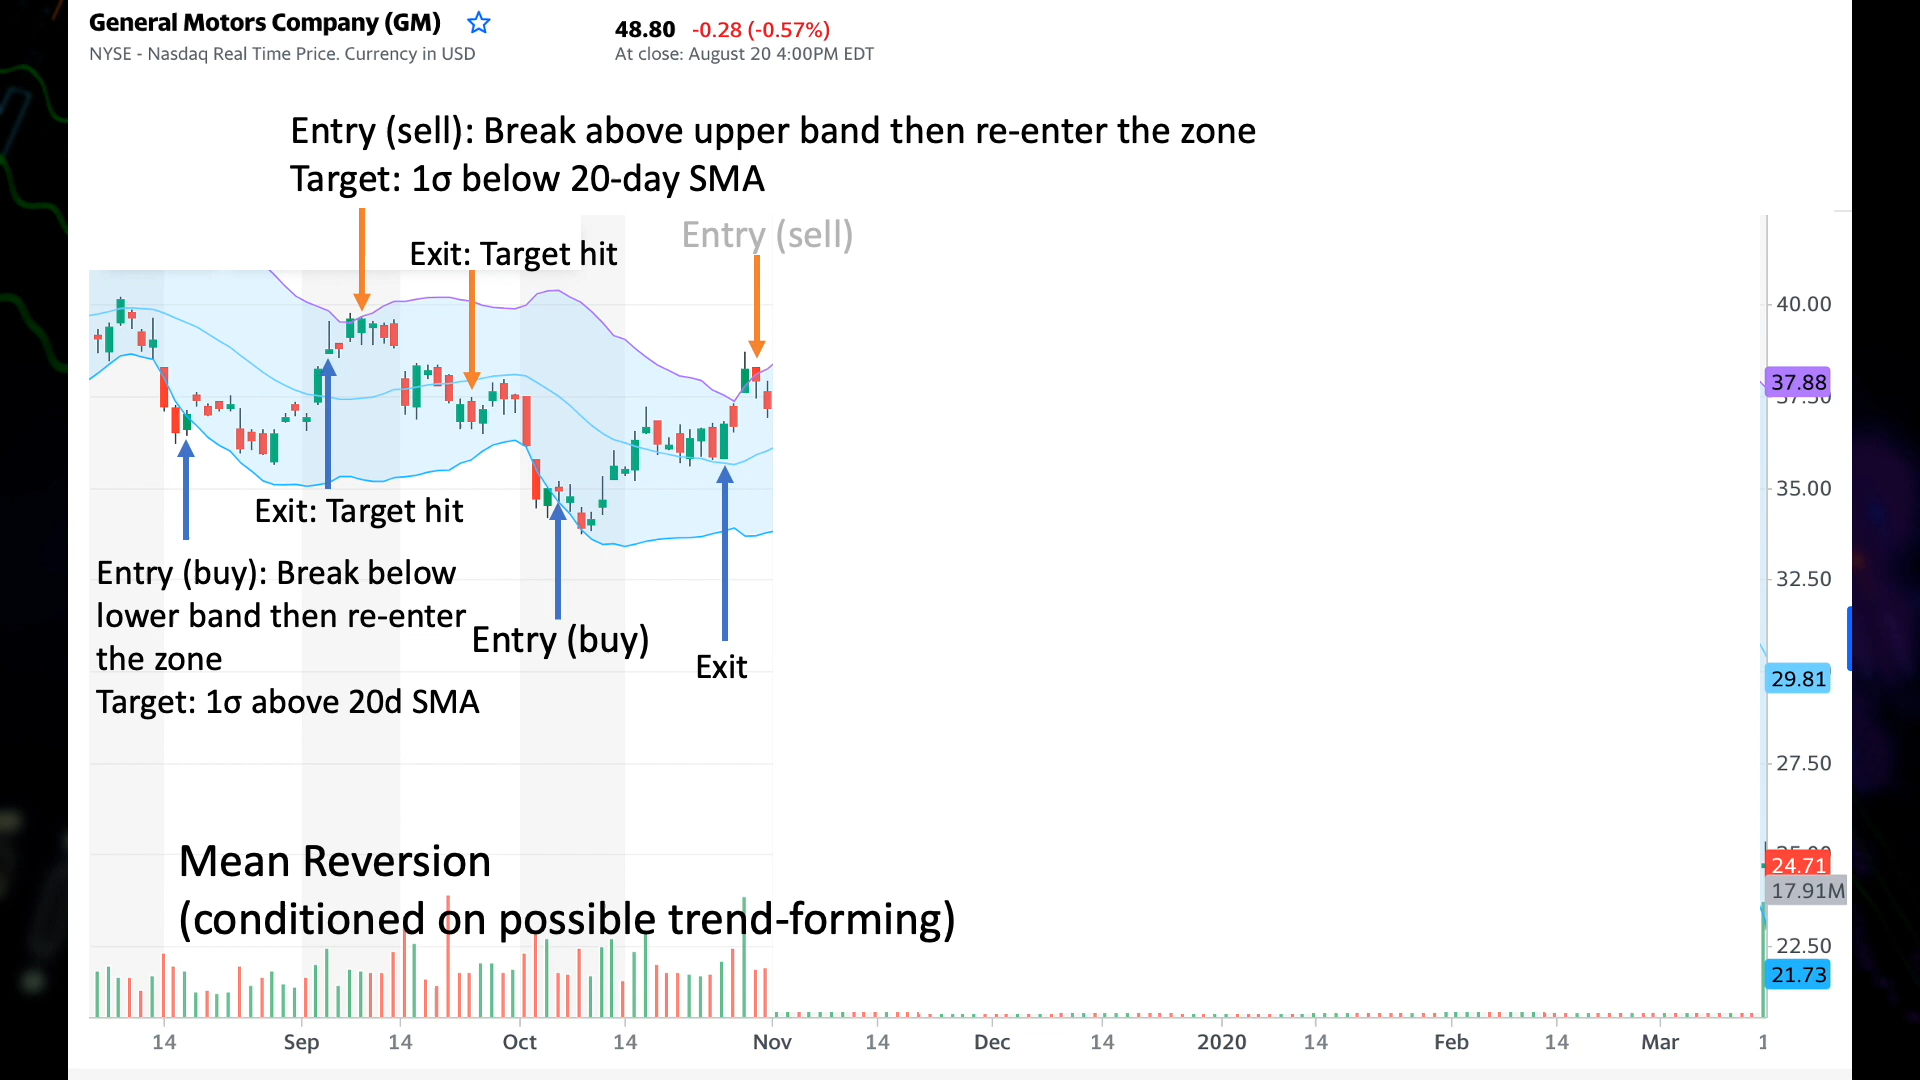 General Motors Company (GM)
48.80 -0.28 (-0.57%)
NYSE - Nasdaq Real Time Price. Currency in USD
At close: August 20 4:00PM EDT
Entry (sell): Break above upper band then re-enter the zone
Target: 1σ below 20-day SMA
Entry (sell)
Exit: Target hit
40.00
37.88
37.50
35.00
Exit: Target hit
Entry (buy): Break below
lower band then re-enter
the zone
Target: 1σ above 20d SMA
32.50
Entry (buy)
Exit
29.81
27.50
Mean Reversion
(conditioned on possible trend-forming)
24.71
17.91M
22.50
21.73
14 Sep 14 Oct 14 Nov 14 Dec 14 2020 14 Feb 14 Mar 1